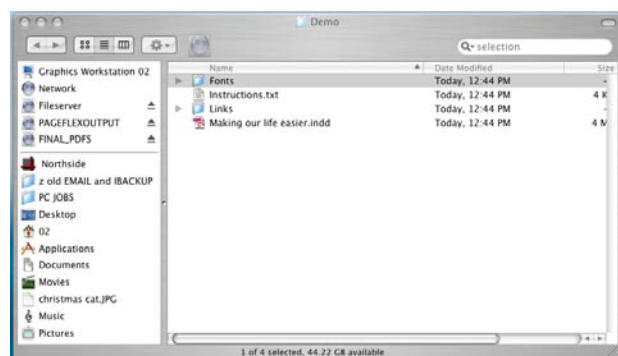 Demo
selection
Graphics Workstation 02
Network
Fileserver
PAGEFLEXOUTPUT
FINAL_PDFS
Northside
z old EMAIL and IBACKUP
PC JOBS
Desktop
02
Applications
Documents
Movies
christmas cat.JPG
Music
Pictures
Name Date Modified Size
Fonts Today, 12:44 PM -
Instructions.txt Today, 12:44 PM 4 K
Links Today, 12:44 PM -
Making our life easier.indd Today, 12:44 PM 4 M
1 of 4 selected, 44.22 GB available